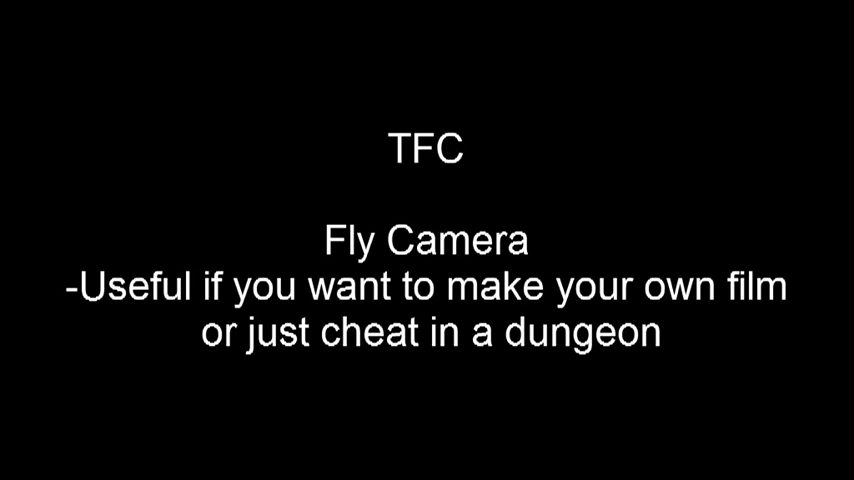 TFC
Fly Camera
-Useful if you want to make your own film
or just cheat in a dungeon